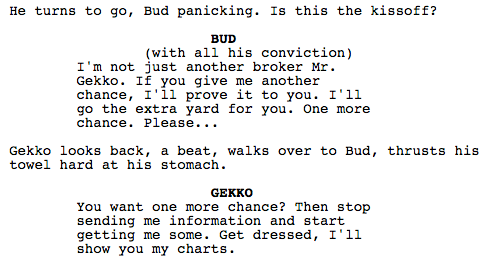 He turns to go, Bud panicking. Is this the kissoff?
BUD
(with all his conviction)
I'm not just another broker Mr.
Gekko. If you give me another
chance, I'll prove it to you. I'll
go the extra yard for you. One more
chance. Please...
Gekko looks back, a beat, walks over to Bud, thrusts his
towel hard at his stomach.
GEKKO
You want one more chance? Then stop
sending me information and start
getting me some. Get dressed, I'll
show you my charts.